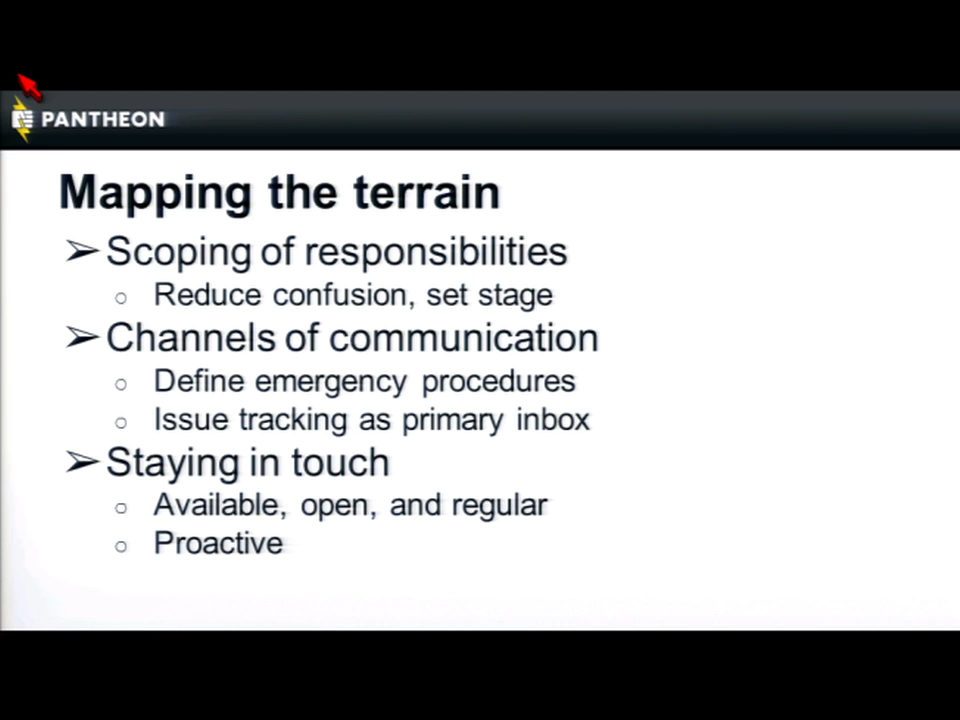 PANTHEON
Mapping the terrain
➢ Scoping of responsibilities
○ Reduce confusion, set stage
➢ Channels of communication
○ Define emergency procedures
○ Issue tracking as primary inbox
➢ Staying in touch
○ Available, open, and regular
○ Proactive